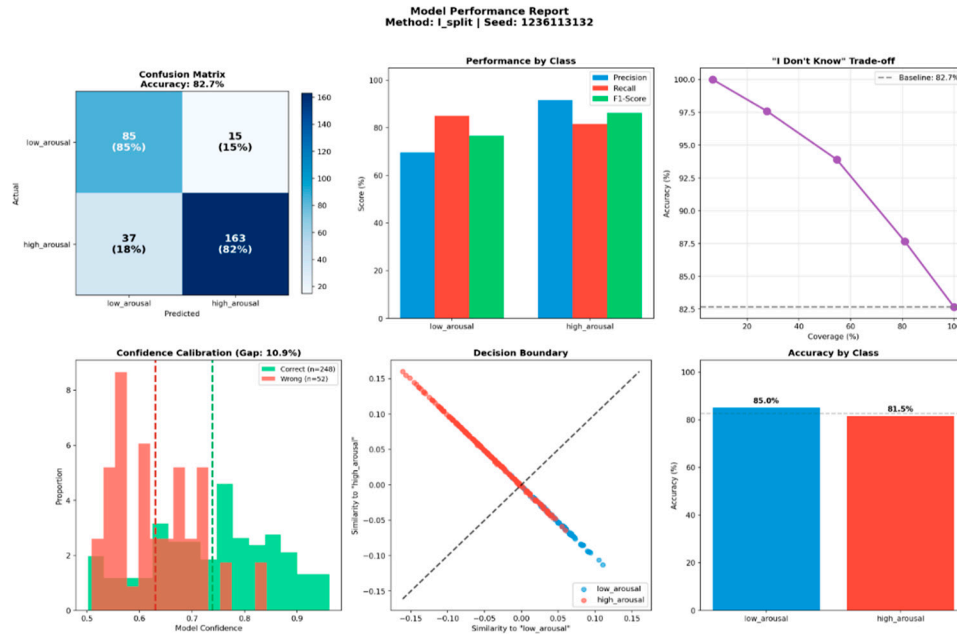 Model Performance Report
Method: l_split | Seed: 1236113132
Confusion Matrix
Accuracy: 82.7%
Actual
low_arousal
high_arousal
85
(85%)
15
(15%)
37
(18%)
163
(82%)
low_arousal
high_arousal
Predicted
160
140
120
100
80
60
40
20
Performance by Class
Score (%)
100
80
60
40
20
0
Precision
Recall
F1-Score
low_arousal
high_arousal
"I Don't Know" Trade-off
Accuracy (%)
100.0
97.5
95.0
92.5
90.0
87.5
85.0
82.5
Baseline: 82.7%
20
40
60
80
100
Coverage (%)
Confidence Calibration (Gap: 10.9%)
Proportion
8
6
4
2
0
Correct (n=248)
Wrong (n=52)
0.5
0.6
0.7
0.8
0.9
Model Confidence
Decision Boundary
Similarity to "high_arousal"
0.15
0.10
0.05
0.00
−0.05
−0.10
−0.15
low_arousal
high_arousal
−0.15
−0.10
−0.05
0.00
0.05
0.10
0.15
Similarity to "low_arousal"
Accuracy by Class
Accuracy (%)
100
80
60
40
20
0
85.0%
81.5%
low_arousal
high_arousal